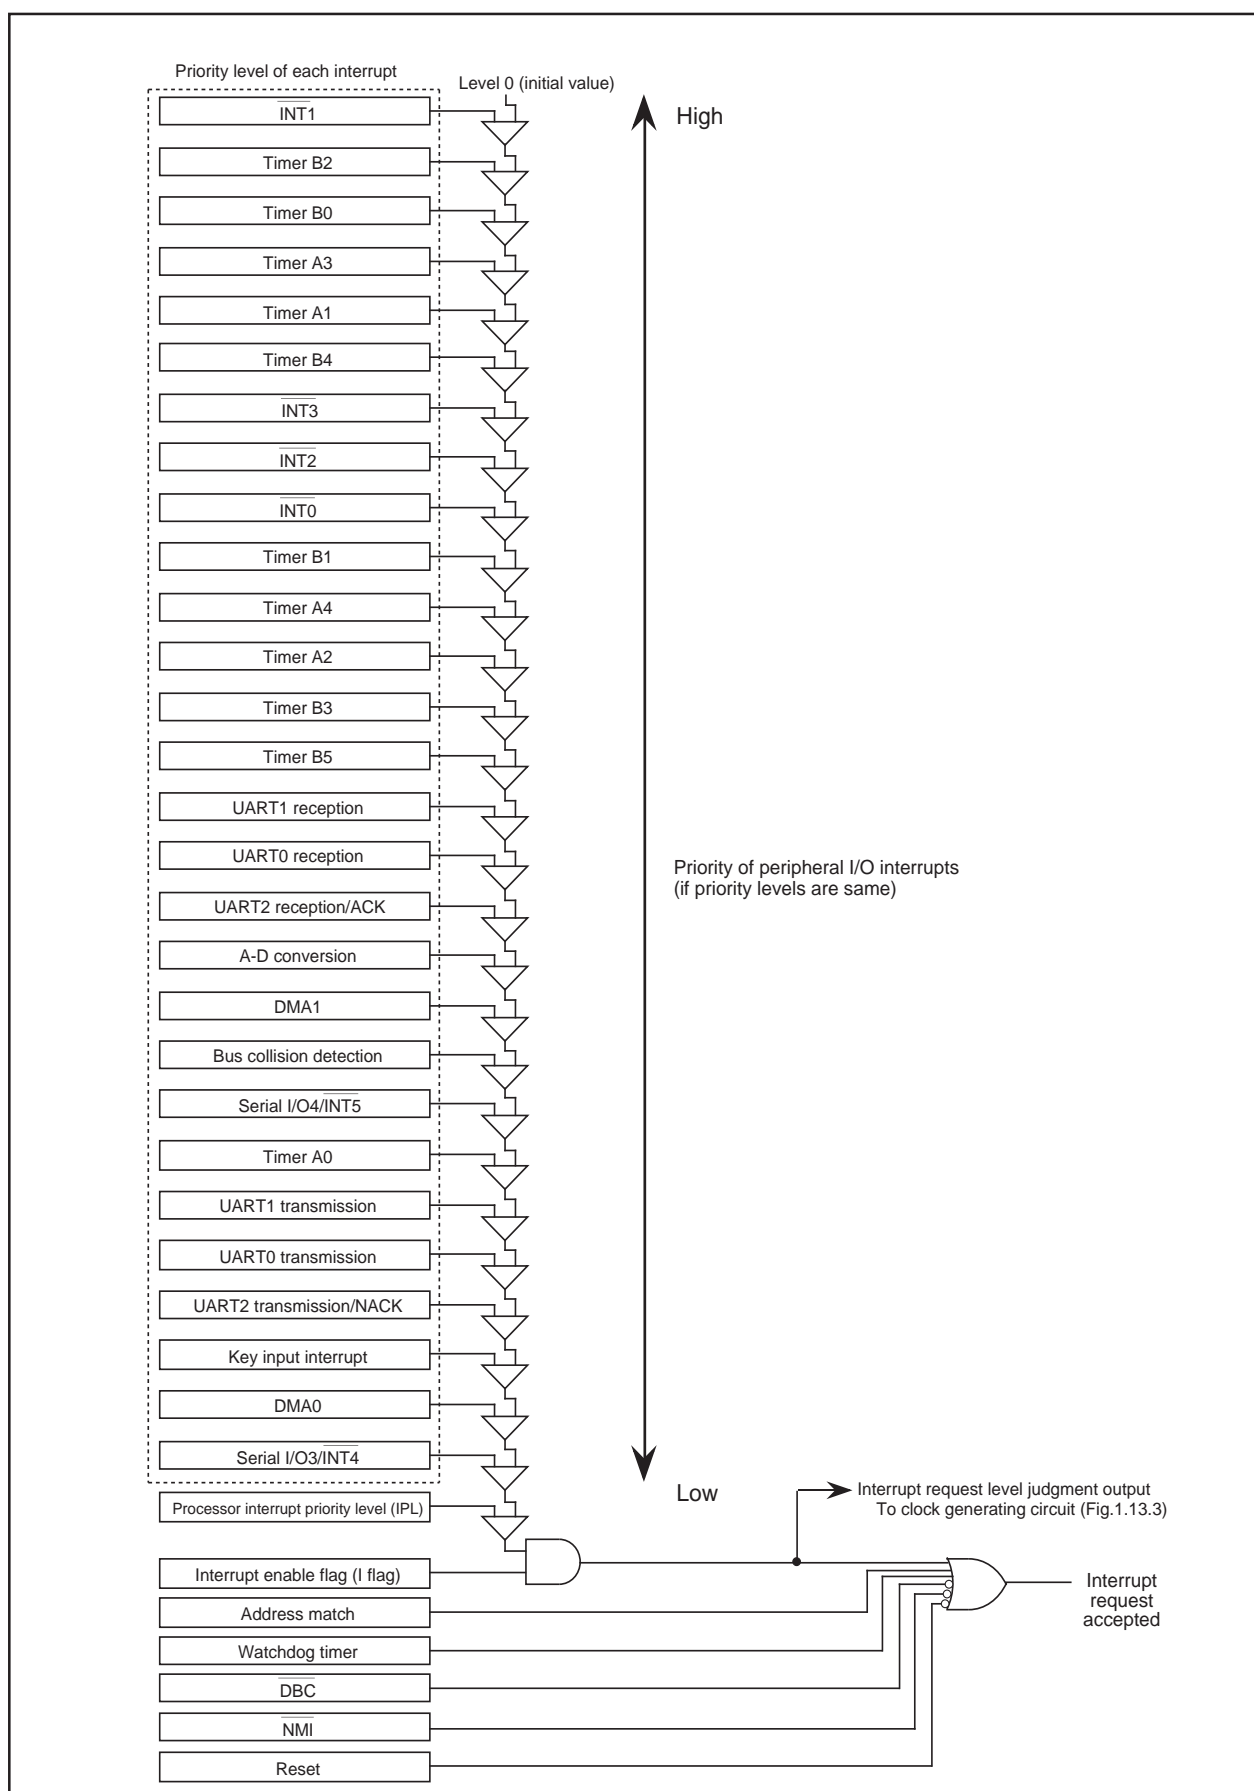 Priority level of each interrupt
Level 0 (initial value)
INT1
High
Timer B2
Timer B0
Timer A3
Timer A1
Timer B4
INT3
INT2
INT0
Timer B1
Timer A4
Timer A2
Timer B3
Timer B5
UART1 reception
UART0 reception
Priority of peripheral I/O interrupts
(if priority levels are same)
UART2 reception/ACK
A-D conversion
DMA1
Bus collision detection
Serial I/O4/INT5
Timer A0
UART1 transmission
UART0 transmission
UART2 transmission/NACK
Key input interrupt
DMA0
Serial I/O3/INT4
Low
Interrupt request level judgment output
To clock generating circuit (Fig.1.13.3)
Processor interrupt priority level (IPL)
Interrupt enable flag (I flag)
Interrupt
request
accepted
Address match
Watchdog timer
DBC
NMI
Reset